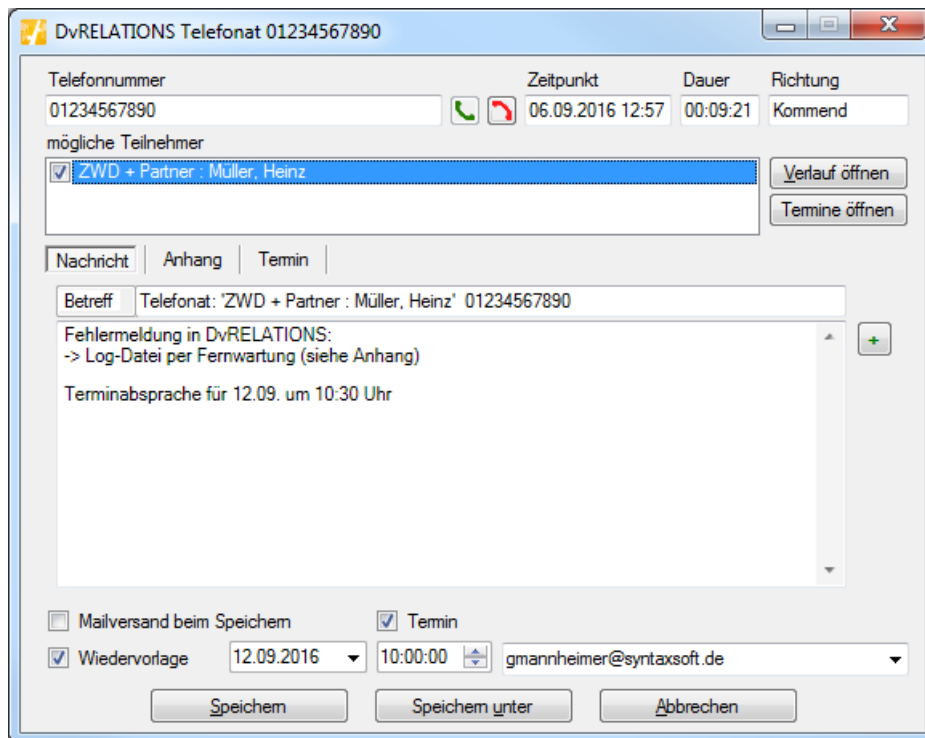 DvRELATIONS Telefonat 01234567890
Telefonnummer Zeitpunkt Dauer Richtung
01234567890 06.09.2016 12:57 00:09:21 Kommend
mögliche Teilnehmer
ZWD + Partner : Müller, Heinz
Verlauf öffnen
Termine öffnen
Nachricht Anhang Termin
Betreff Telefonat: 'ZWD + Partner : Müller, Heinz' 01234567890
Fehlermeldung in DvRELATIONS:
-> Log-Datei per Fernwartung (siehe Anhang)
Terminabsprache für 12.09. um 10:30 Uhr
Mailversand beim Speichern Termin
Wiedervorlage 12.09.2016 10:00:00 gmannheimer@syntaxsoft.de
Speichern Speichern unter Abbrechen